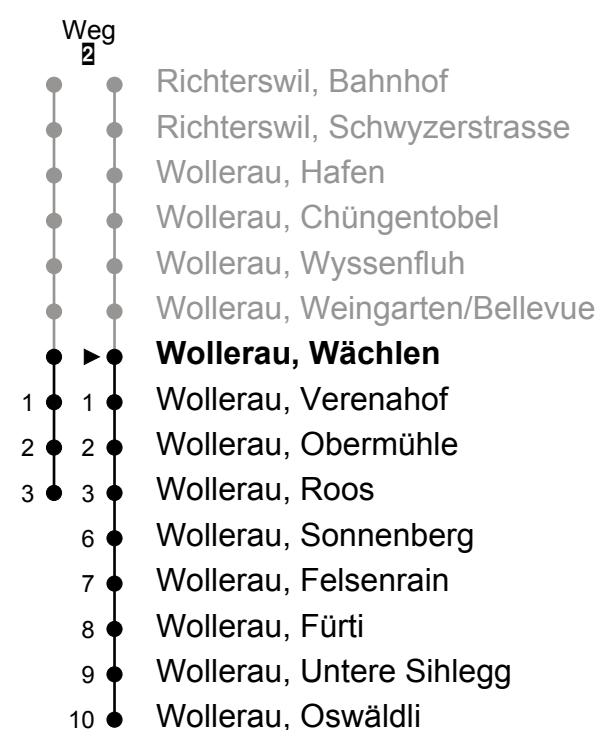 Weg
2
Richterswil, Bahnhof
Richterswil, Schwyzerstrasse
Wollerau, Hafen
Wollerau, Chüngentobel
Wollerau, Wyssenfluh
Wollerau, Weingarten/Bellevue
Wollerau, Wächlen
1 1 Wollerau, Verenahof
2 2 Wollerau, Obermühle
3 3 Wollerau, Roos
6 Wollerau, Sonnenberg
7 Wollerau, Felsenrain
8 Wollerau, Fürti
9 Wollerau, Untere Sihlegg
10 Wollerau, Oswäldli